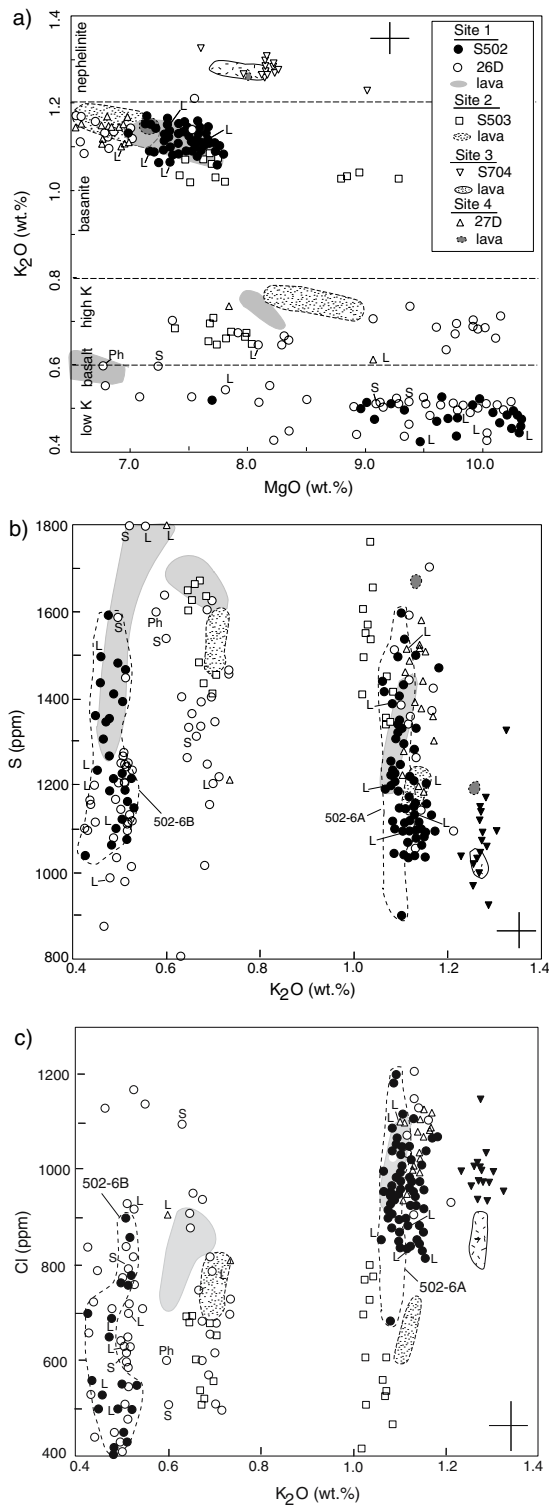 a)
1.4
1.2
1.0
0.8
0.6
0.4
K2O (wt.%)
nephelinite
basanite
high K
basalt
low K
Site 1
S502
26D
lava
Site 2
S503
lava
Site 3
S704
lava
Site 4
27D
lava
L
L
L
L
L
Ph
S
L
L
L
S
S
L
L
L
7.0
8.0
9.0
10.0
MgO (wt.%)
b)
1800
1600
1400
1200
1000
800
S (ppm)
S
L
L
L
S
Ph
S
S
L
L
L
502-6B
L
L
L
L
502-6A
L
L
0.4
0.6
0.8
1.0
1.2
1.4
K2O (wt.%)
c)
1200
1000
800
600
400
Cl (ppm)
S
502-6B
L
L
S
L
L
L
L
S
Ph
L
L
S
L
L
L
L
L
502-6A
0.4
0.6
0.8
1.0
1.2
1.4
K2O (wt.%)